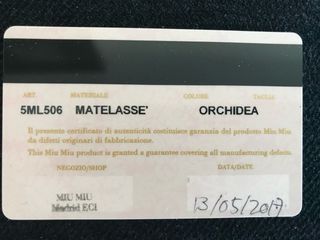 ART. MATERIALE COLORE TAGLIA
5ML506 MATELASSE' ORCHIDEA
Il presente certificato di autenticità costituisce garanzia del prodotto Miu Miu
da difetti originari di fabbricazione.
This Miu Miu product is granted a guarantee covering all manufacturing defects.
NEGOZIO/SHOP DATA/DATE
MIU MIU
Madrid ECI 13/05/2017